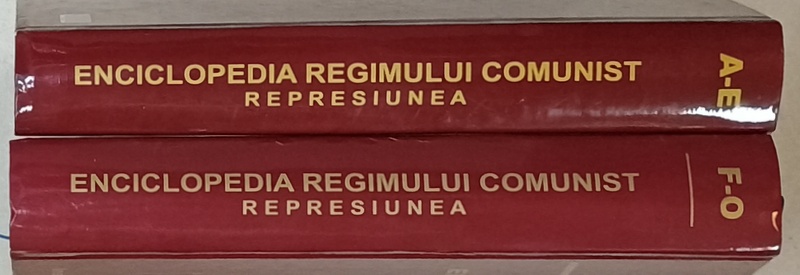 ENCICLOPEDIA REGIMULUI COMUNIST
REPRESIUNEA
A-E
ENCICLOPEDIA REGIMULUI COMUNIST
REPRESIUNEA
F-O